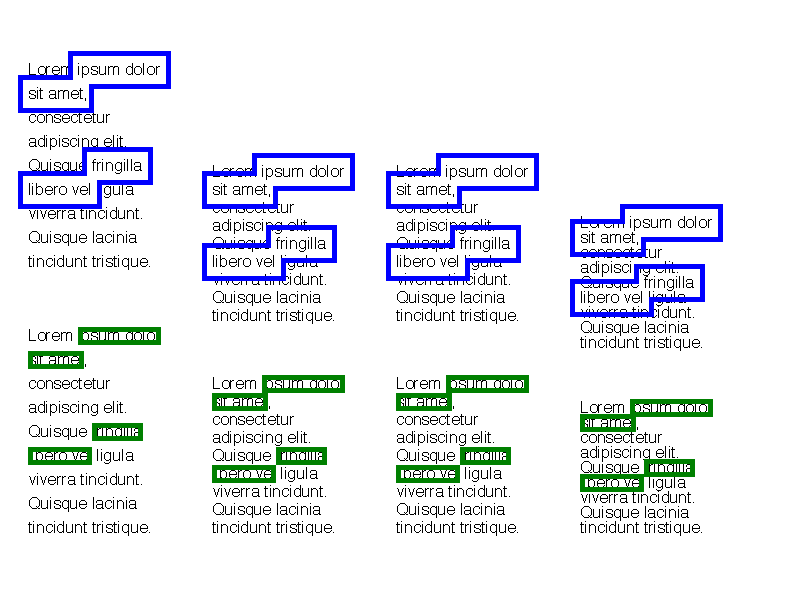 Lorem ipsum dolor
sit amet,
consectetur
adipiscing elit.
Quisque fringilla
libero vel ligula
viverra tincidunt.
Quisque lacinia
tincidunt tristique.
Lorem ipsum dolor
sit amet,
consectetur
adipiscing elit.
Quisque fringilla
libero vel ligula
viverra tincidunt.
Quisque lacinia
tincidunt tristique.
Lorem ipsum dolor
sit amet,
consectetur
adipiscing elit.
Quisque fringilla
libero vel ligula
viverra tincidunt.
Quisque lacinia
tincidunt tristique.
Lorem ipsum dolor
sit amet,
consectetur
adipiscing elit.
Quisque fringilla
libero vel ligula
viverra tincidunt.
Quisque lacinia
tincidunt tristique.
Lorem ipsum dolor
sit amet,
consectetur
adipiscing elit.
Quisque fringilla
libero vel ligula
viverra tincidunt.
Quisque lacinia
tincidunt tristique.
Lorem ipsum dolor
sit amet,
consectetur
adipiscing elit.
Quisque fringilla
libero vel ligula
viverra tincidunt.
Quisque lacinia
tincidunt tristique.
Lorem ipsum dolor
sit amet,
consectetur
adipiscing elit.
Quisque fringilla
libero vel ligula
viverra tincidunt.
Quisque lacinia
tincidunt tristique.
Lorem ipsum dolor
sit amet,
consectetur
adipiscing elit.
Quisque fringilla
libero vel ligula
viverra tincidunt.
Quisque lacinia
tincidunt tristique.